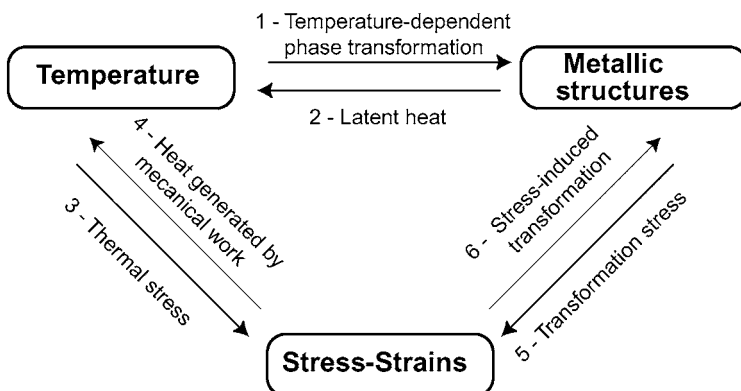 1 - Temperature-dependent
phase transformation
Temperature
Metallic
structures
2 - Latent heat
4 - Heat generated by
mecanical work
3 - Thermal stress
6 - Stress-induced
transformation
5 - Transformation stress
Stress-Strains